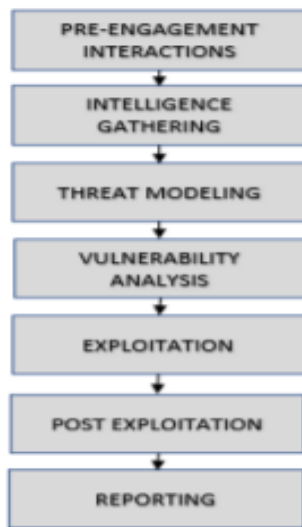 PRE-ENGAGEMENT
INTERACTIONS
INTELLIGENCE
GATHERING
THREAT MODELING
VULNERABILITY
ANALYSIS
EXPLOITATION
POST EXPLOITATION
REPORTING